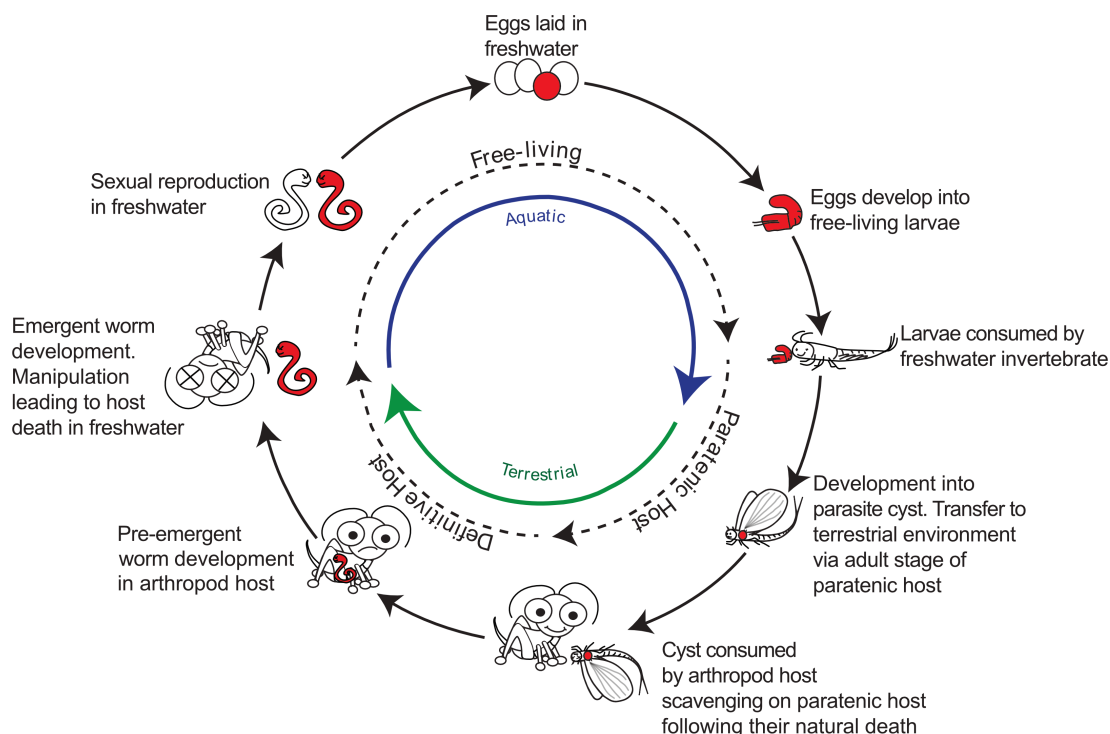 Eggs laid in
freshwater
Free-living
Sexual reproduction
in freshwater
Aquatic
Eggs develop into
free-living larvae
Emergent worm
development.
Manipulation
leading to host
death in freshwater
Larvae consumed by
freshwater invertebrate
Paratenic Host
Definitive Host
Terrestrial
Development into
parasite cyst. Transfer to
terrestrial environment
via adult stage of
paratenic host
Pre-emergent
worm development
in arthropod host
Cyst consumed
by arthropod host
scavenging on paratenic host
following their natural death